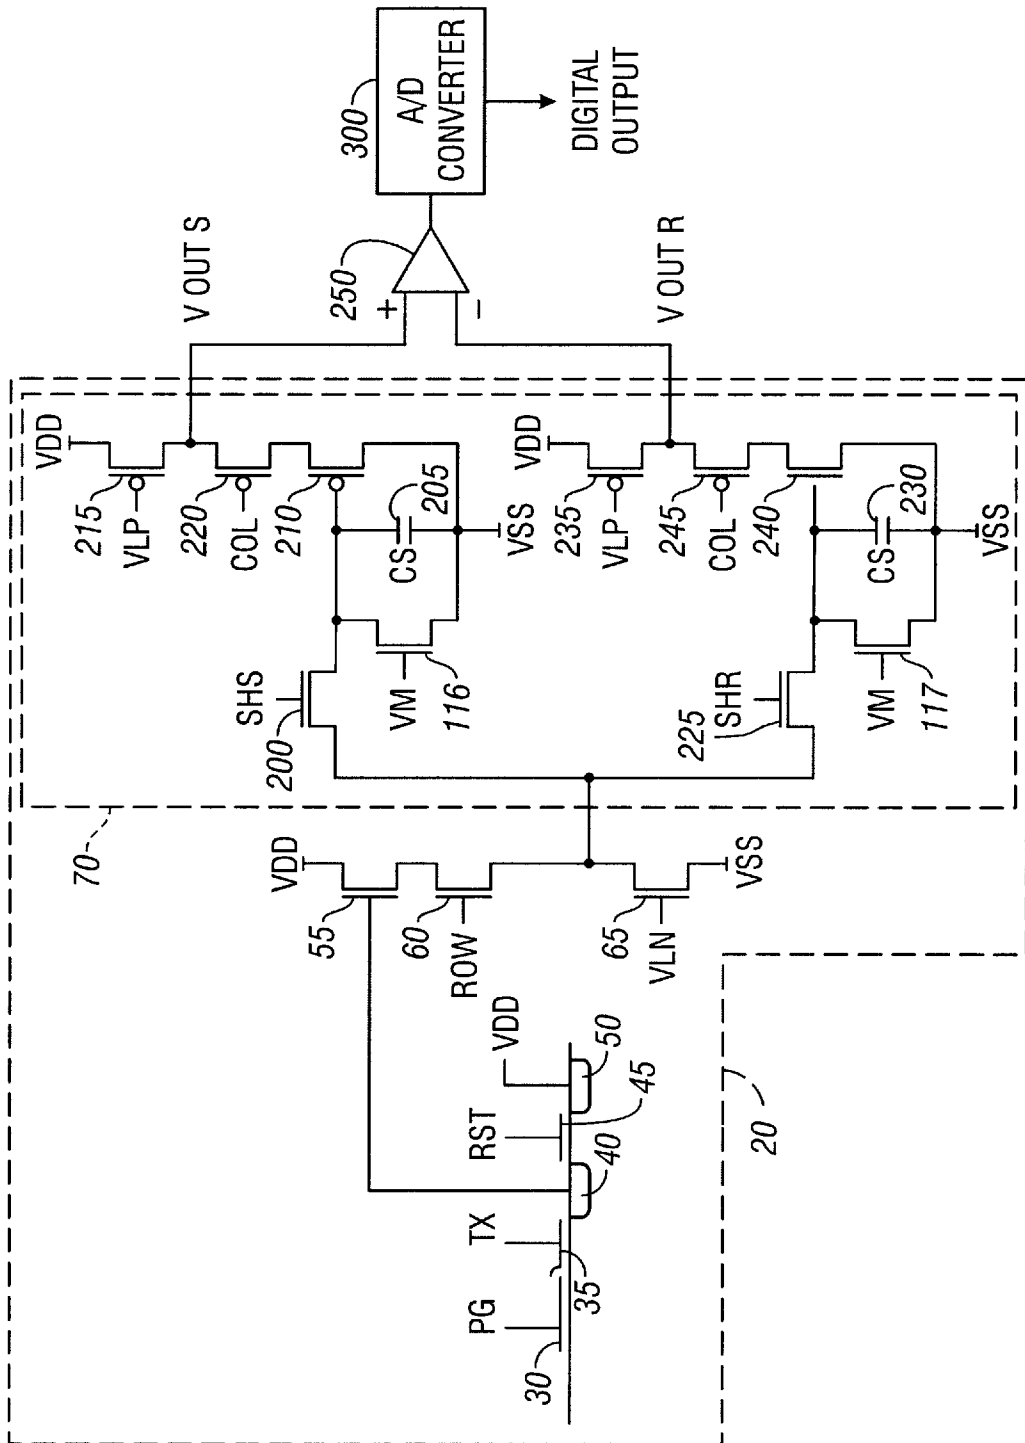 PG
30
TX
35
RST
40
45
VDD
50
20
VDD
55
60
ROW
65
VLN
VSS
70
SHS
200
VM
116
CS
205
VSS
VDD
215
VLP
220
COL
210
V OUT S
SHR
225
VM
117
CS
230
VSS
VDD
235
VLP
245
COL
240
V OUT R
+
−
250
300
A/D
CONVERTER
DIGITAL
OUTPUT